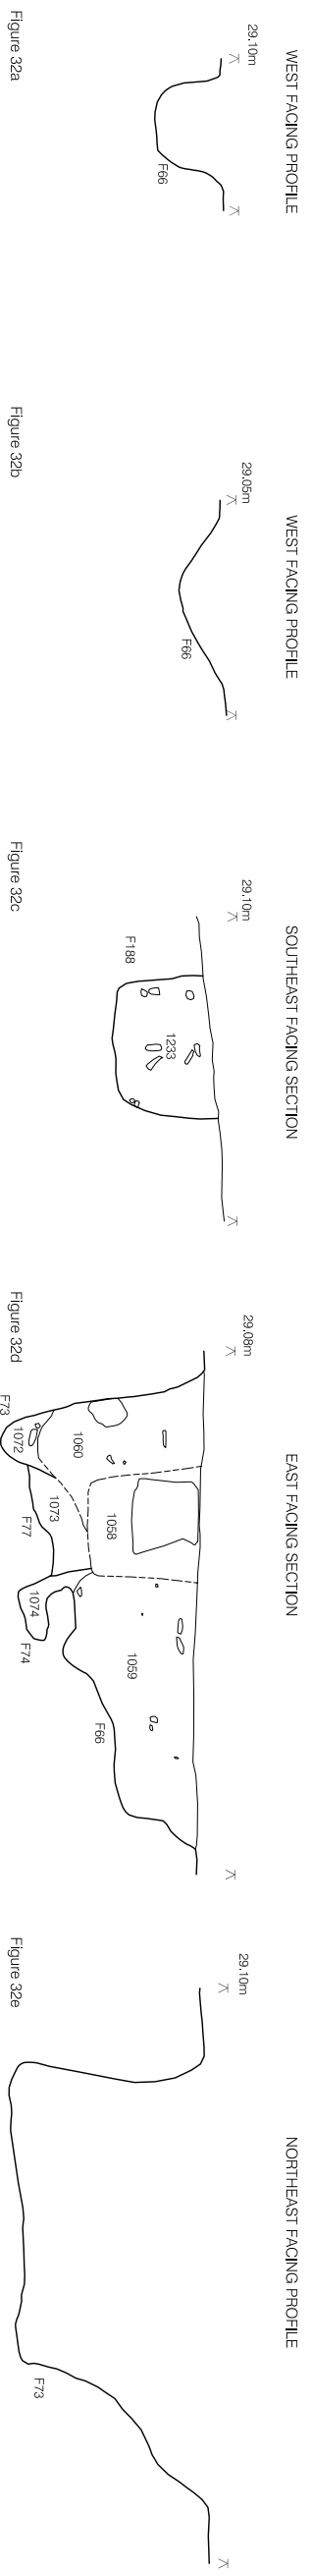 WEST FACING PROFILE
29.10m
F66
Figure 32a
WEST FACING PROFILE
29.05m
F66
Figure 32b
SOUTHEAST FACING SECTION
29.10m
F188
1233
Figure 32c
EAST FACING SECTION
29.08m
1060
1058
1059
1072
1073
1074
F73
F77
F74
F66
Figure 32d
NORTHEAST FACING PROFILE
29.10m
F73
Figure 32e